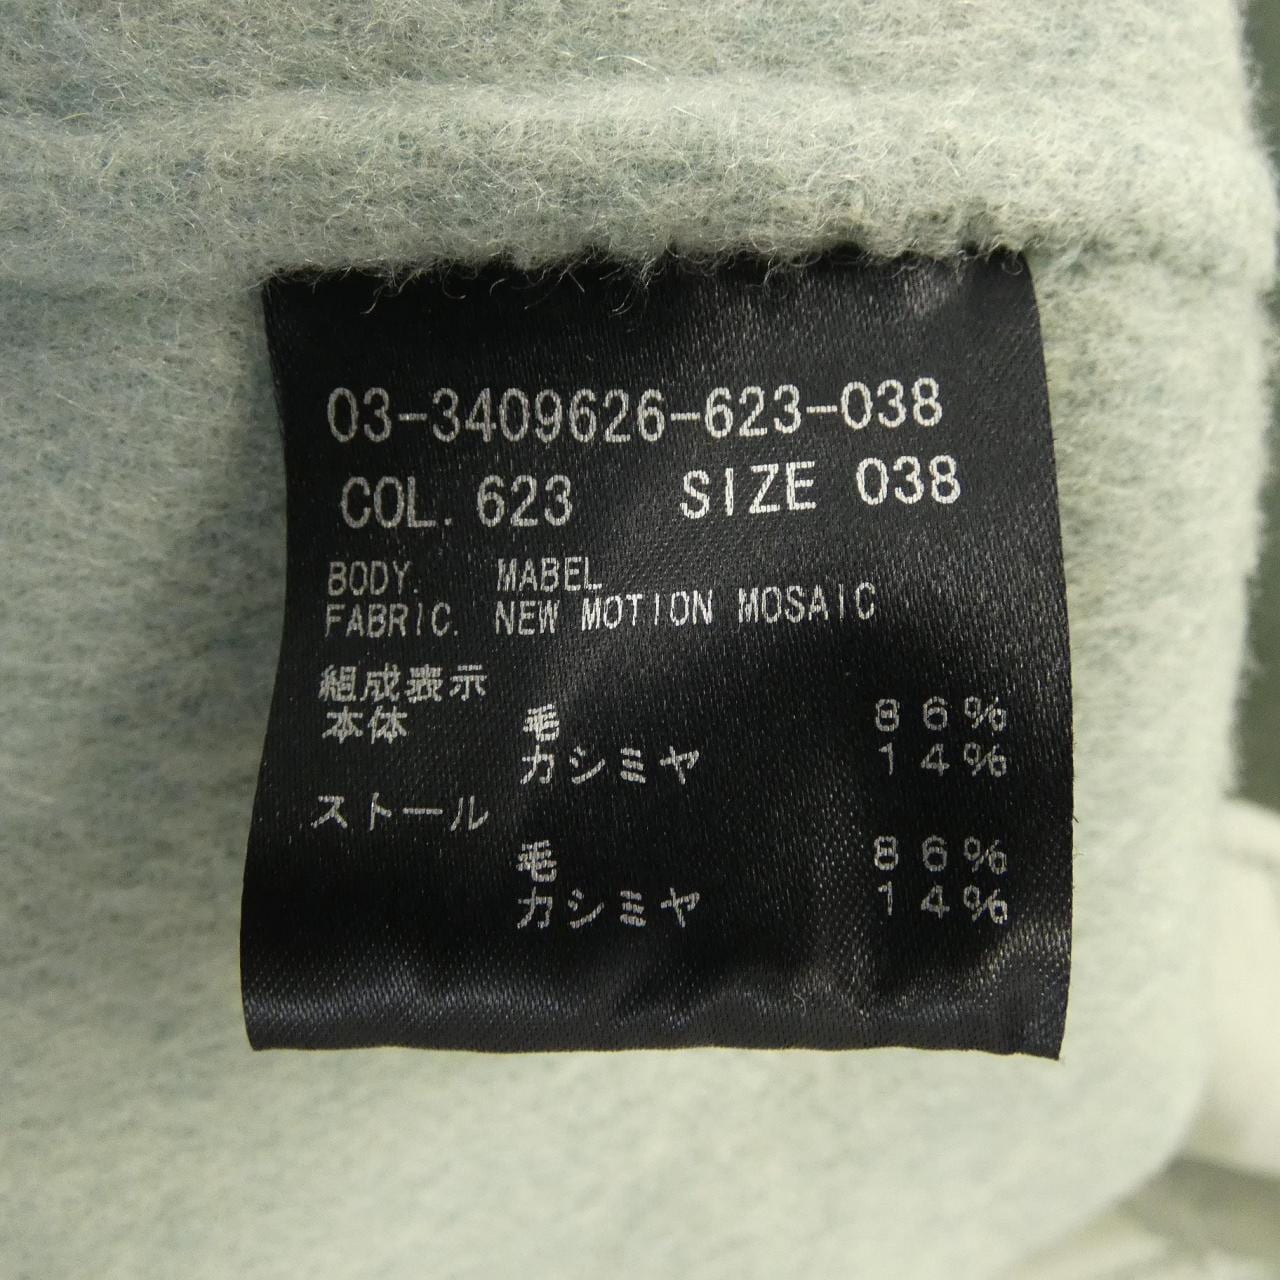 03-3409626-623-038
COL. 623 SIZE 038
BODY. MABEL
FABRIC. NEW MOTION MOSAIC
組成表示
本体 毛 86%
カシミヤ 14%
ストール
毛 86%
カシミヤ 14%